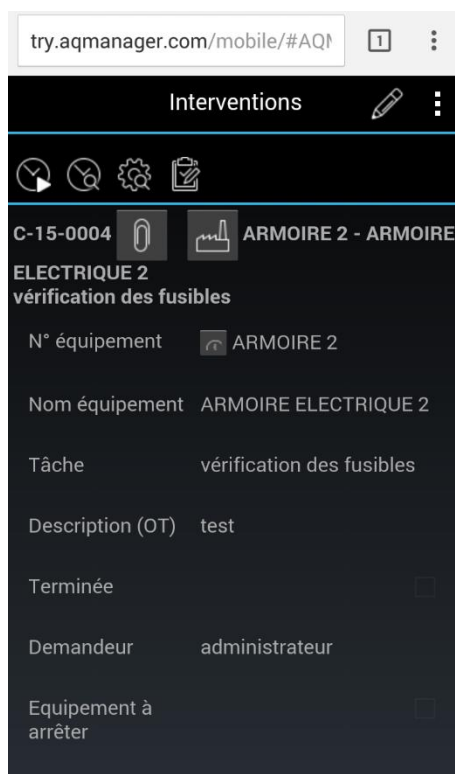 try.aqmanager.com/mobile/#AQM
1
Interventions
C-15-0004 ARMOIRE 2 - ARMOIRE
ELECTRIQUE 2
vérification des fusibles
N° équipement ARMOIRE 2
Nom équipement ARMOIRE ELECTRIQUE 2
Tâche vérification des fusibles
Description (OT) test
Terminée
Demandeur administrateur
Equipement à
arrêter